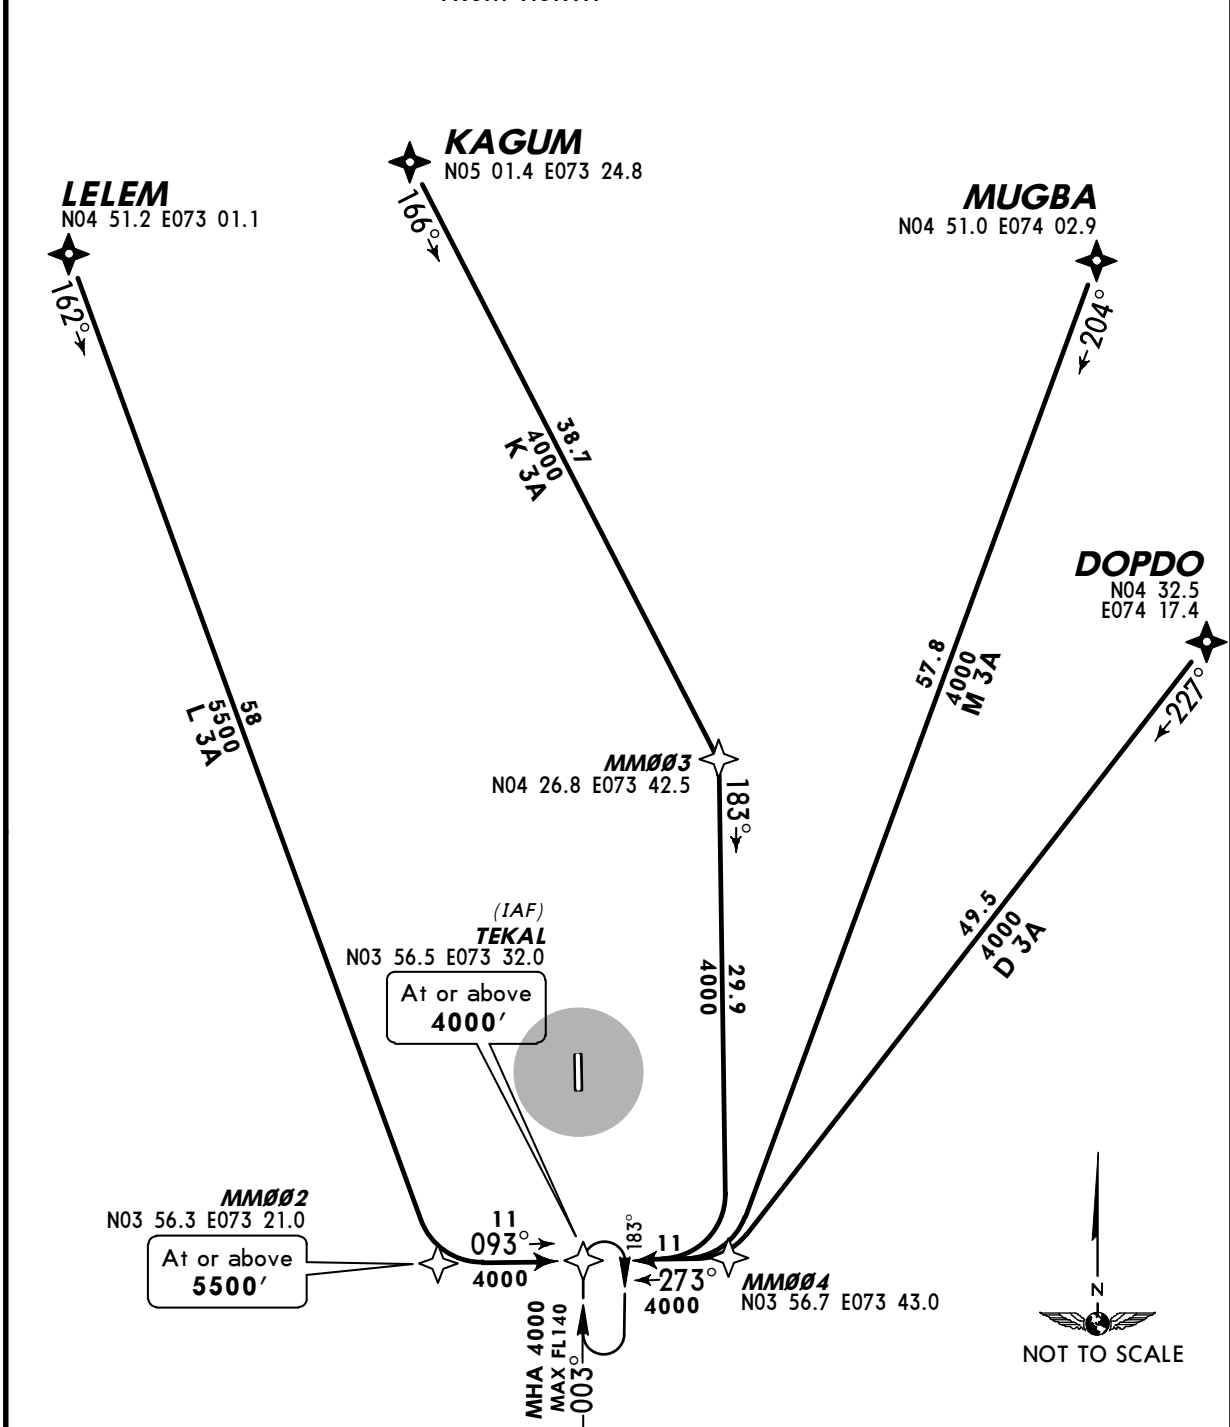 KAGUM
N05 01.4 E073 24.8
LELEM
N04 51.2 E073 01.1
MUGBA
N04 51.0 E074 02.9
166°
162°
204°
38.7
4000
K 3A
DOPDO
N04 32.5
E074 17.4
227°
57.8
4000
M 3A
58
5500
L 3A
MMØØ3
N04 26.8 E073 42.5
183°
49.5
4000
D 3A
(IAF)
TEKAL
N03 56.5 E073 32.0
At or above
4000'
29.9
4000
MMØØ2
N03 56.3 E073 21.0
At or above
5500'
11
093°
4000
183°
11
273°
4000
MMØØ4
N03 56.7 E073 43.0
MHA 4000
MAX FL140
003°
N
NOT TO SCALE